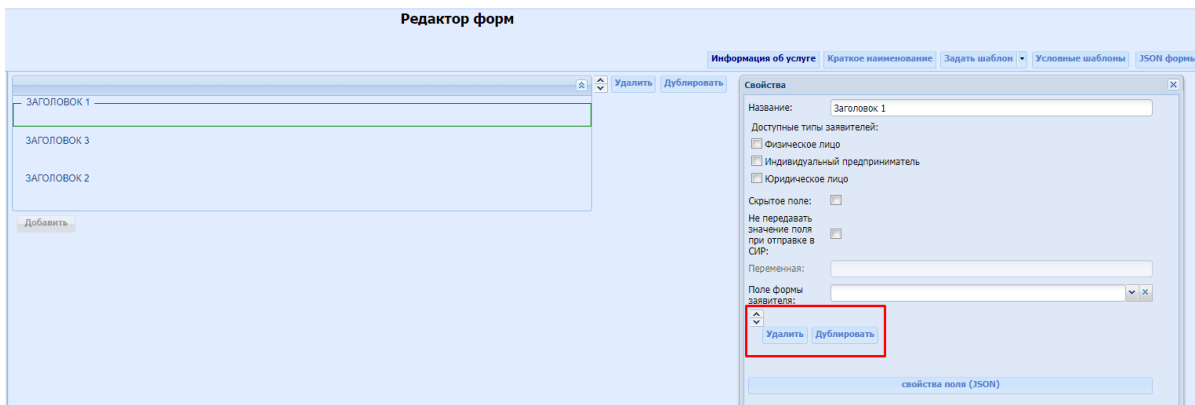 Редактор форм
Информация об услуге Краткое наименование Задать шаблон Условные шаблоны JSON формы
Удалить Дублировать
ЗАГОЛОВОК 1
ЗАГОЛОВОК 3
ЗАГОЛОВОК 2
Добавить
Свойства
Название: Заголовок 1
Доступные типы заявителей:
Физическое лицо
Индивидуальный предприниматель
Юридическое лицо
Скрытое поле:
Не передавать
значение поля
при отправке в
СИР:
Переменная:
Поле формы
заявителя:
Удалить Дублировать
свойства поля (JSON)